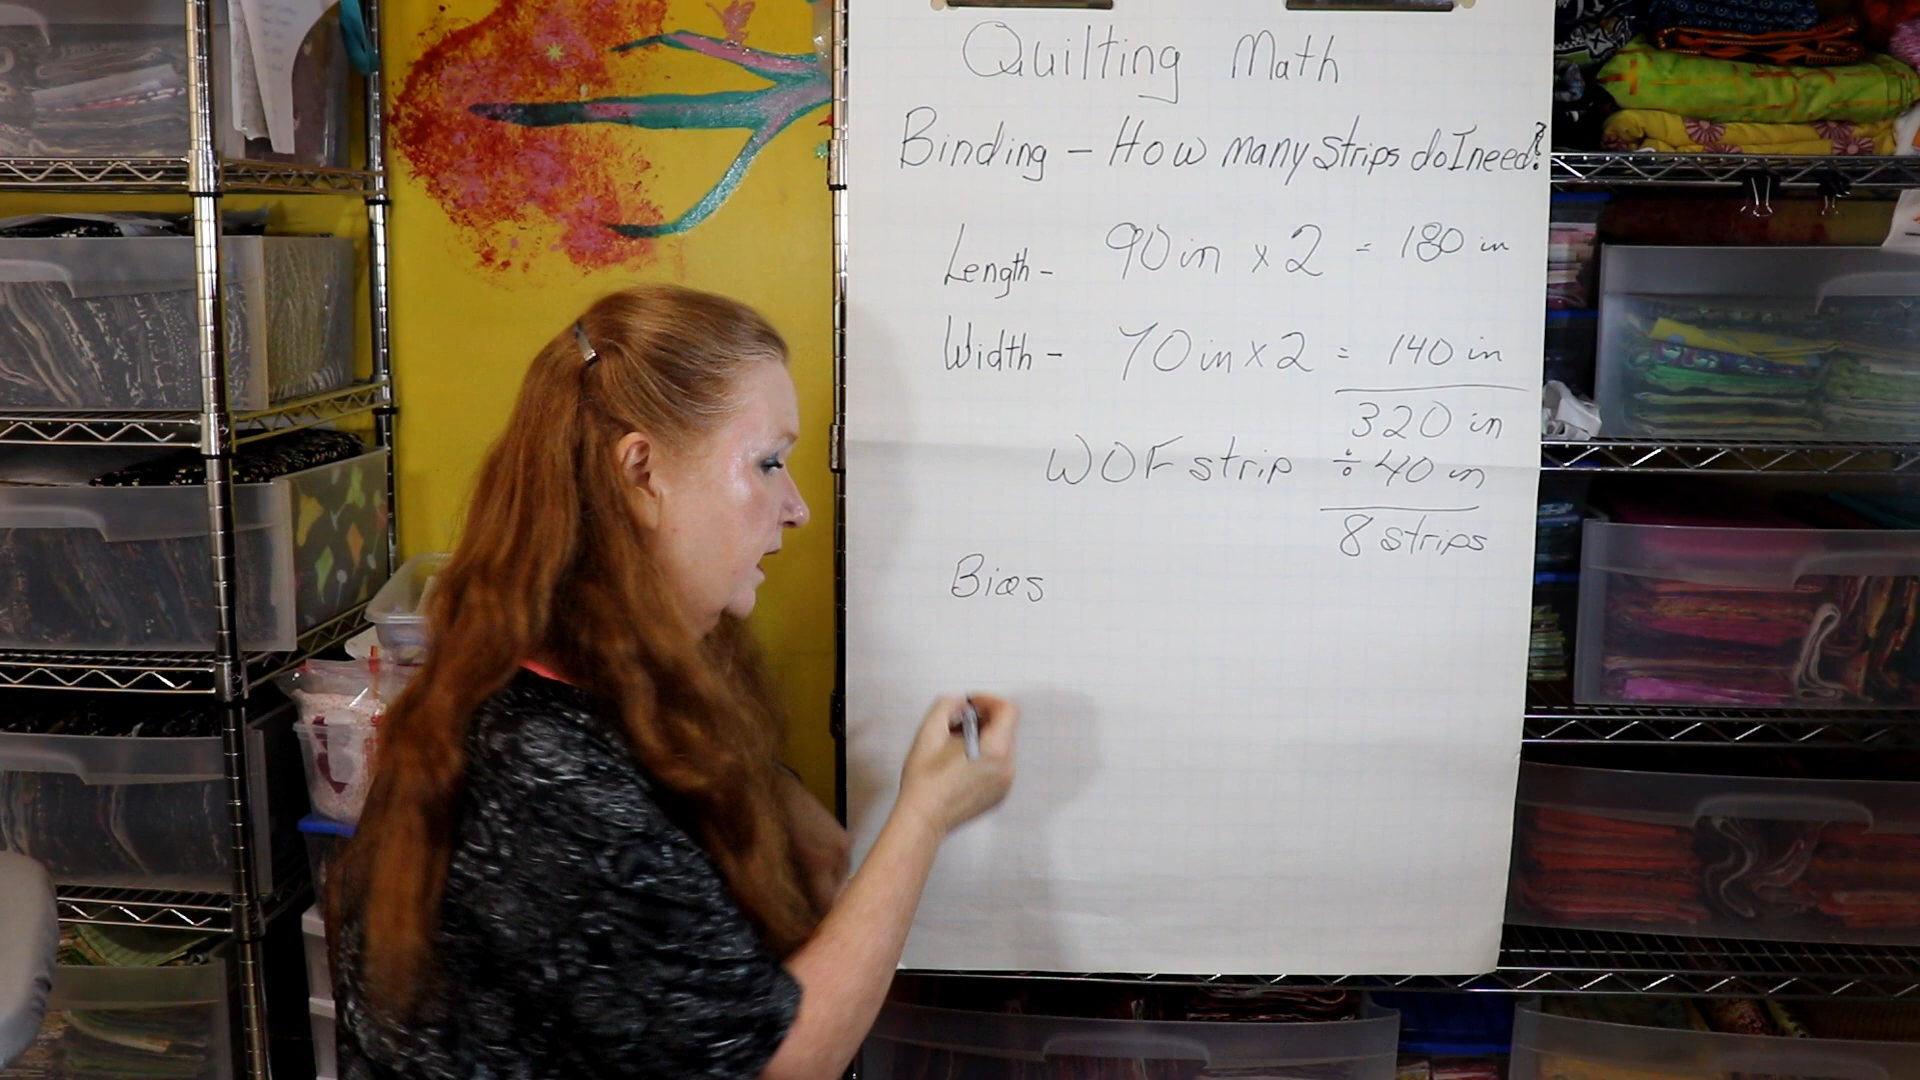 Quilting Math
Binding - How many strips do I need?
Length - 90 in x 2 = 180 in
Width - 70 in x 2 = 140 in
320 in
WOF strip ÷ 40 in
8 strips
Bias